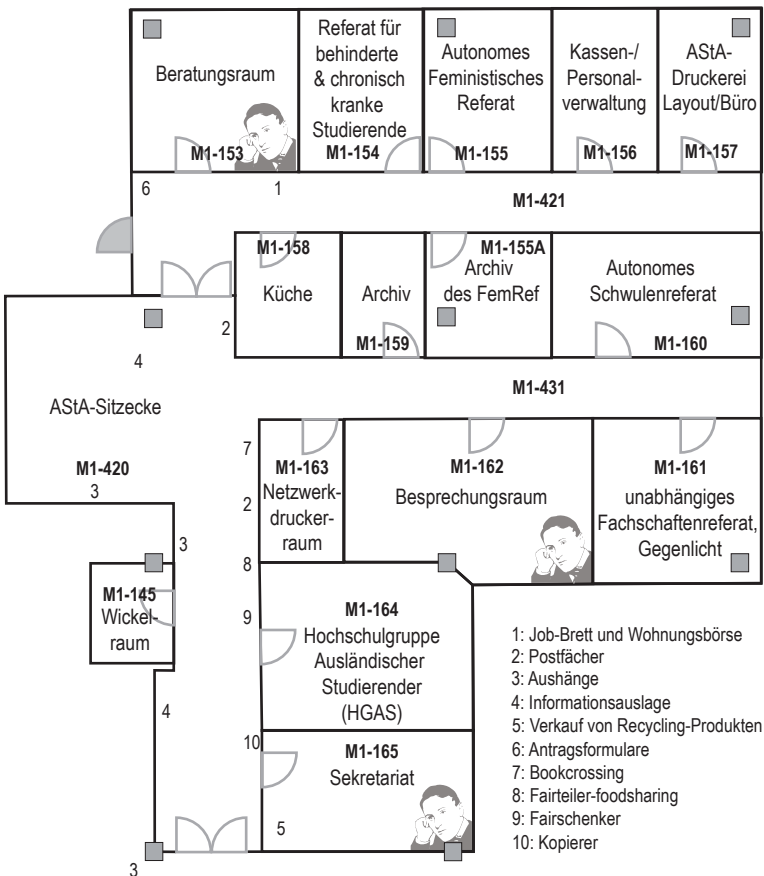 Beratungsraum
M1-153
Referat für
behinderte
& chronisch
kranke
Studierende
M1-154
Autonomes
Feministisches
Referat
M1-155
Kassen-/
Personal-
verwaltung
M1-156
AStA-
Druckerei
Layout/Büro
M1-157
6
1
M1-421
M1-158
Küche
Archiv
M1-159
M1-155A
Archiv
des FemRef
Autonomes
Schwulenreferat
M1-160
2
4
M1-431
AStA-Sitzecke
M1-420
3
7
M1-163
Netzwerk-
drucker-
raum
M1-162
Besprechungsraum
M1-161
unabhängiges
Fachschaftenreferat,
Gegenlicht
2
3
8
M1-145
Wickel-
raum
9
M1-164
Hochschulgruppe
Ausländischer
Studierender
(HGAS)
4
10
M1-165
Sekretariat
5
3
1: Job-Brett und Wohnungsbörse
2: Postfächer
3: Aushänge
4: Informationsauslage
5: Verkauf von Recycling-Produkten
6: Antragsformulare
7: Bookcrossing
8: Fairteiler-foodsharing
9: Fairschenker
10: Kopierer